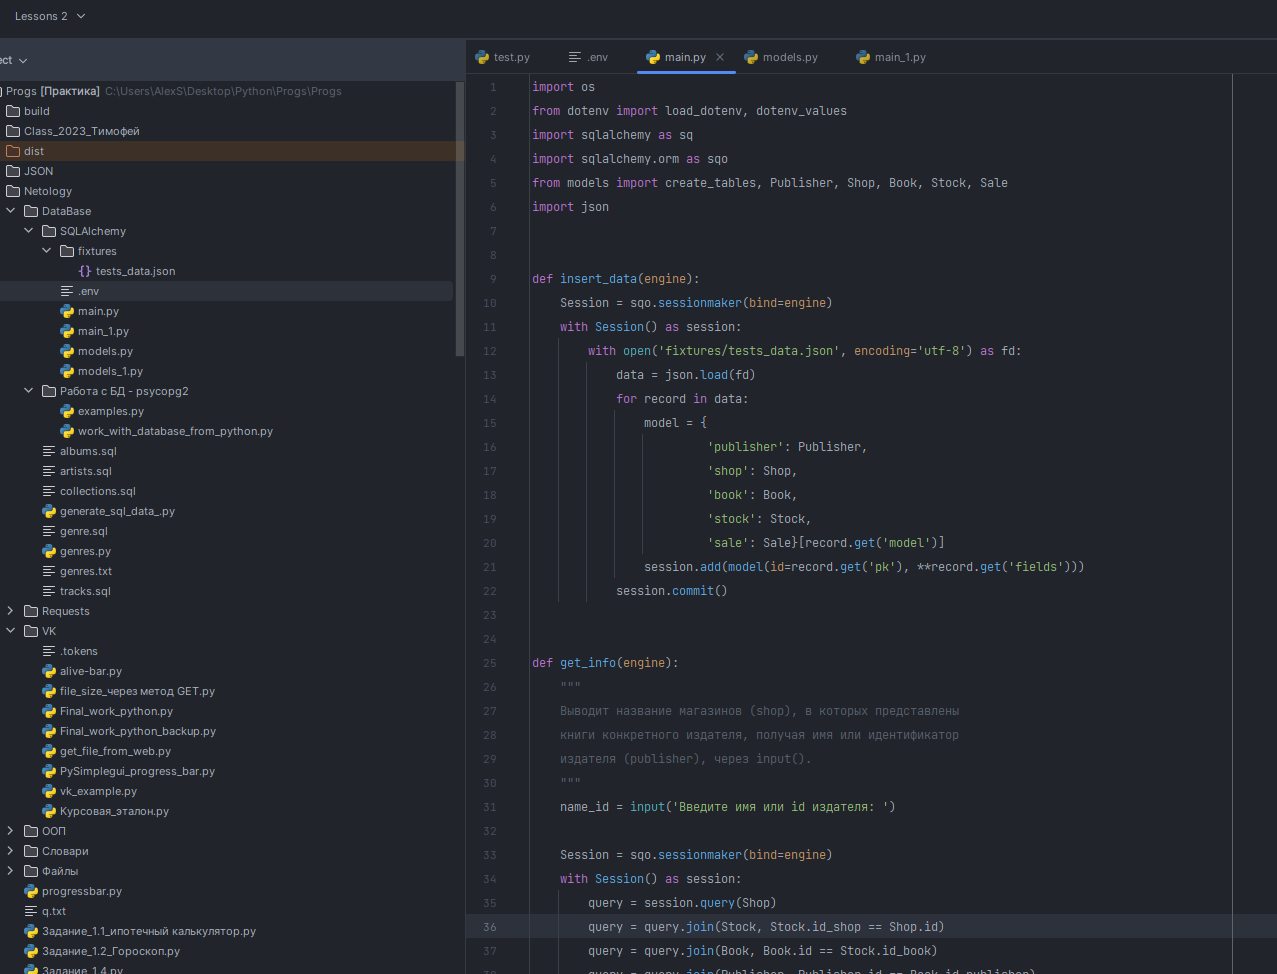 Lessons 2
ect
Progs [Практика] C:\Users\AlexS\Desktop\Python\Progs\Progs
build
Class_2023_Тимофей
dist
JSON
Netology
DataBase
SQLAlchemy
fixtures
{} tests_data.json
.env
main.py
main_1.py
models.py
models_1.py
Работа с БД - psycopg2
examples.py
work_with_database_from_python.py
albums.sql
artists.sql
collections.sql
generate_sql_data_.py
genre.sql
genres.py
genres.txt
tracks.sql
Requests
VK
.tokens
alive-bar.py
file_size_через метод GET.py
Final_work_python.py
Final_work_python_backup.py
get_file_from_web.py
PySimplegui_progress_bar.py
vk_example.py
Курсовая_эталон.py
ООП
Словари
Файлы
progressbar.py
q.txt
Задание_1.1_ипотечный калькулятор.py
Задание_1.2_Гороскоп.py
Задание_1.4.py
test.py .env main.py models.py main_1.py
1 import os
2 from dotenv import load_dotenv, dotenv_values
3 import sqlalchemy as sq
4 import sqlalchemy.orm as sqo
5 from models import create_tables, Publisher, Shop, Book, Stock, Sale
6 import json
7
8
9 def insert_data(engine):
10 Session = sqo.sessionmaker(bind=engine)
11 with Session() as session:
12 with open('fixtures/tests_data.json', encoding='utf-8') as fd:
13 data = json.load(fd)
14 for record in data:
15 model = {
16 'publisher': Publisher,
17 'shop': Shop,
18 'book': Book,
19 'stock': Stock,
20 'sale': Sale}[record.get('model')]
21 session.add(model(id=record.get('pk'), **record.get('fields')))
22 session.commit()
23
24
25 def get_info(engine):
26 """
27 Выводит название магазинов (shop), в которых представлены
28 книги конкретного издателя, получая имя или идентификатор
29 издателя (publisher), через input().
30 """
31 name_id = input('Введите имя или id издателя: ')
32
33 Session = sqo.sessionmaker(bind=engine)
34 with Session() as session:
35 query = session.query(Shop)
36 query = query.join(Stock, Stock.id_shop == Shop.id)
37 query = query.join(Book, Book.id == Stock.id_book)
38 query = query.join(Publisher, Publisher.id == Book.id_publisher)